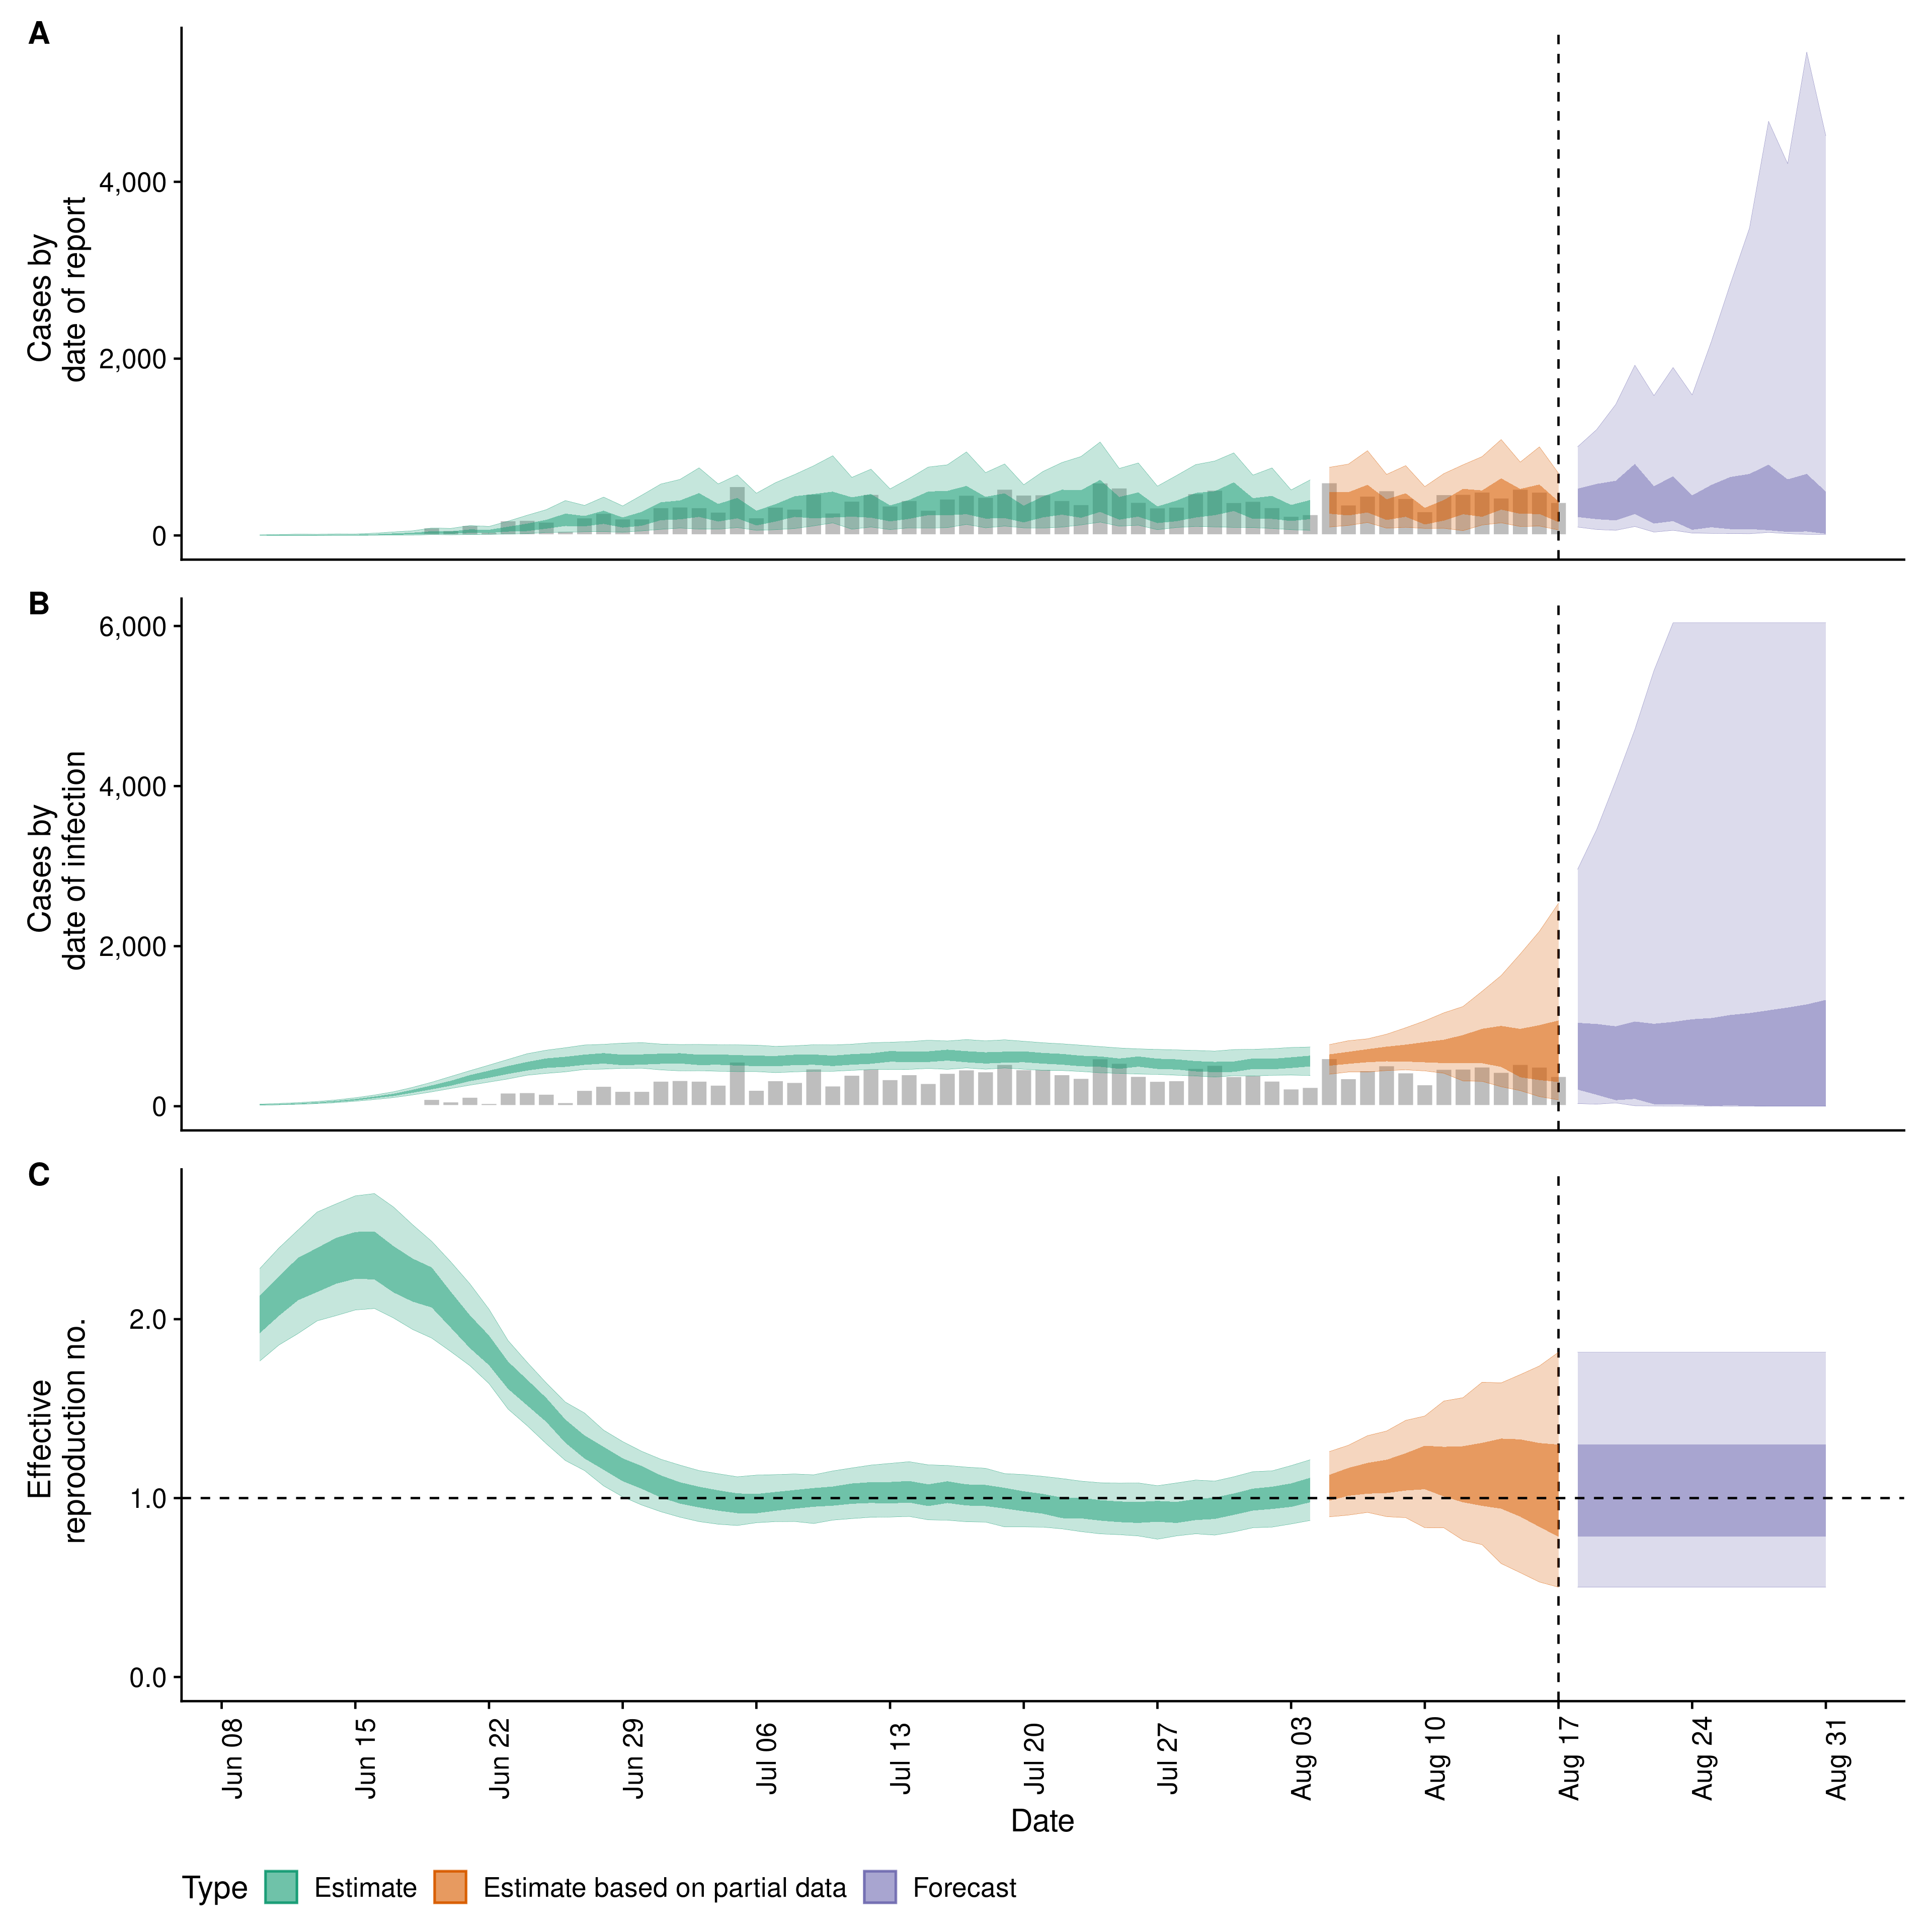 A
Cases by
date of report
4,000
2,000
0
B
Cases by
date of infection
6,000
4,000
2,000
0
C
Effective
reproduction no.
2.0
1.0
0.0
Jun 08
Jun 15
Jun 22
Jun 29
Jul 06
Jul 13
Jul 20
Jul 27
Aug 03
Aug 10
Aug 17
Aug 24
Aug 31
Date
Type Estimate Estimate based on partial data Forecast